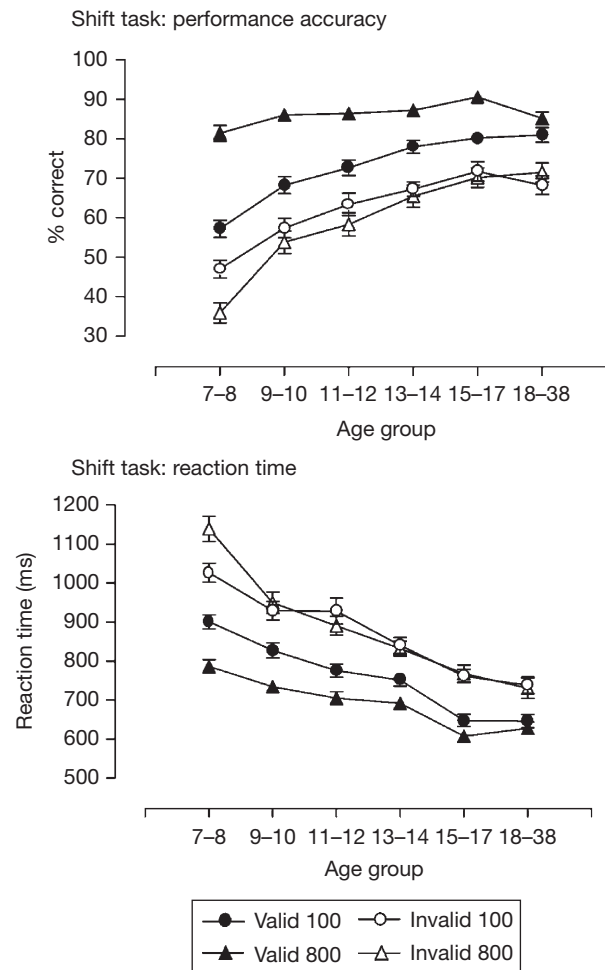 Shift task: performance accuracy
100
90
80
70
60
50
40
30
% correct
7–8 9–10 11–12 13–14 15–17 18–38
Age group
Shift task: reaction time
1200
1100
1000
900
800
700
600
500
Reaction time (ms)
7–8 9–10 11–12 13–14 15–17 18–38
Age group
Valid 100 Invalid 100
Valid 800 Invalid 800